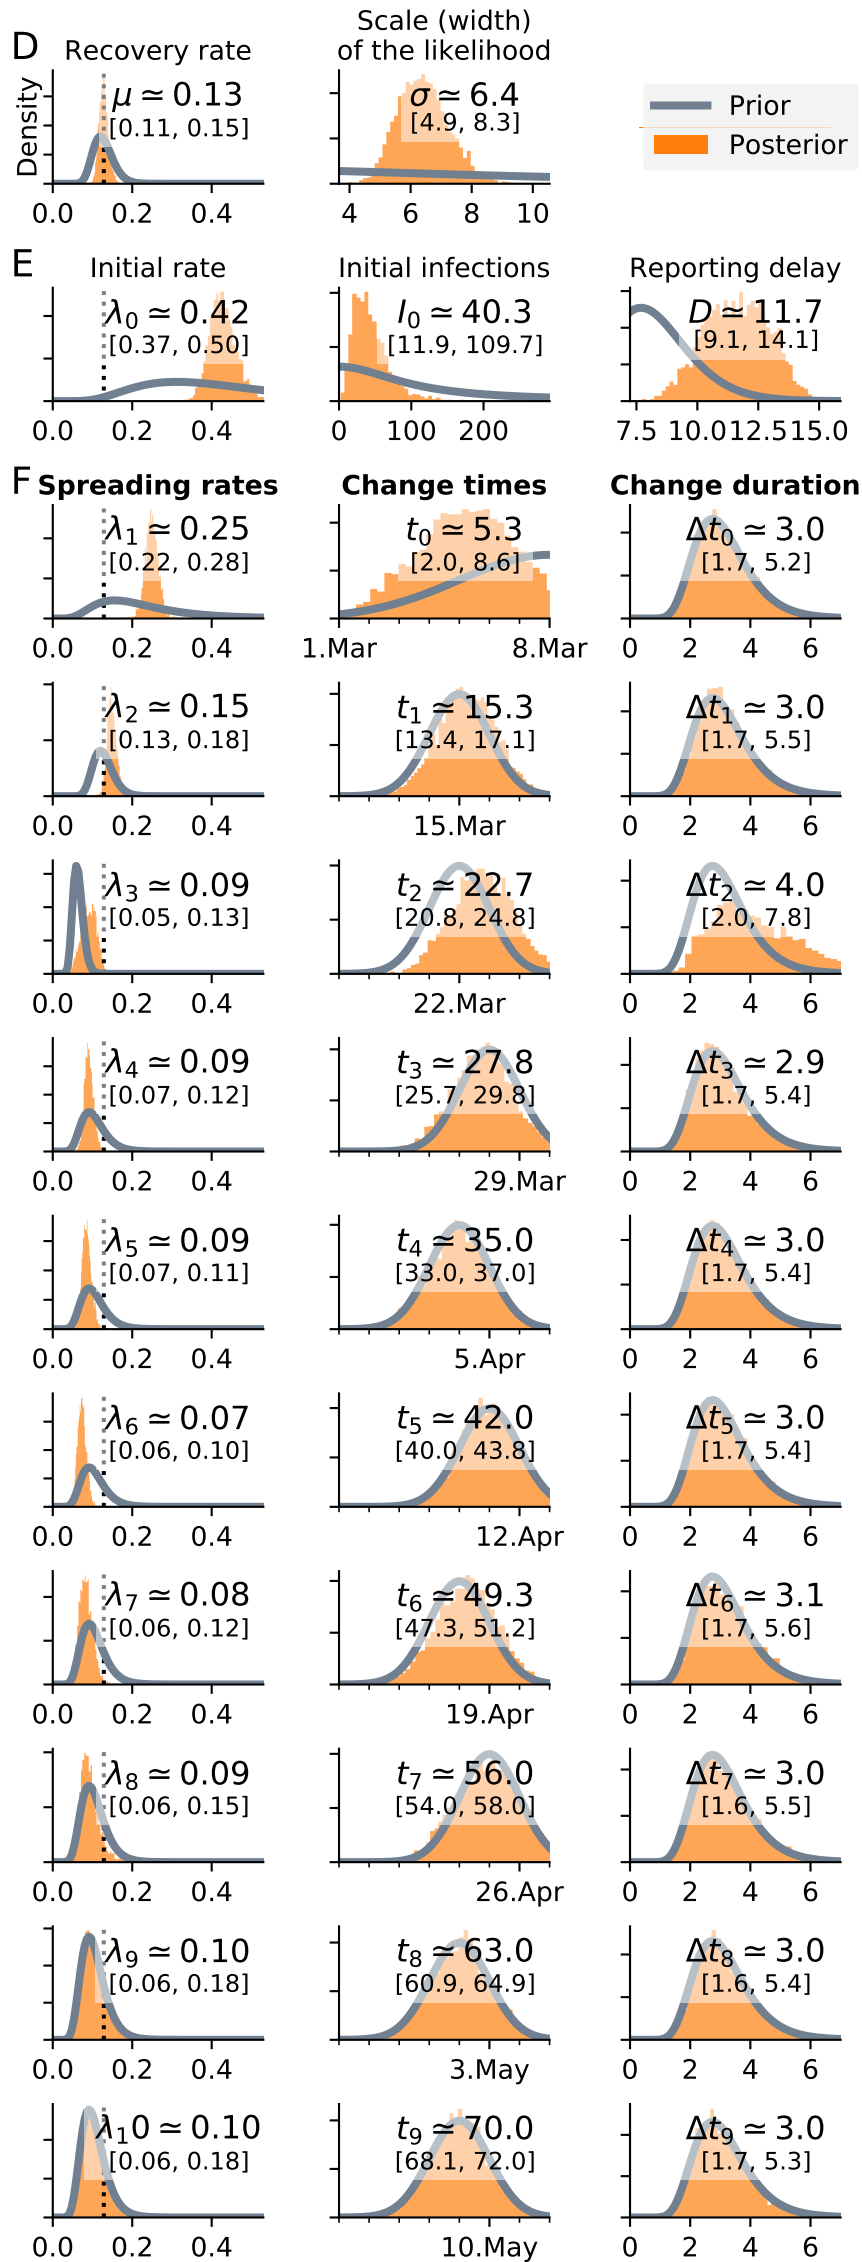 D
Recovery rate
Scale (width)
of the likelihood
Density
μ ≃ 0.13
[0.11, 0.15]
0.0 0.2 0.4
σ ≃ 6.4
[4.9, 8.3]
4 6 8 10
Prior
Posterior
E
Initial rate
λ0 ≃ 0.42
[0.37, 0.50]
0.0 0.2 0.4
Initial infections
I0 ≃ 40.3
[11.9, 109.7]
0 100 200
Reporting delay
D ≃ 11.7
[9.1, 14.1]
7.5 10.0 12.5 15.0
F
Spreading rates
Change times
Change duration
λ1 ≃ 0.25
[0.22, 0.28]
0.0 0.2 0.4
t0 ≃ 5.3
[2.0, 8.6]
1.Mar 8.Mar
Δt0 ≃ 3.0
[1.7, 5.2]
0 2 4 6
λ2 ≃ 0.15
[0.13, 0.18]
0.0 0.2 0.4
t1 ≃ 15.3
[13.4, 17.1]
15.Mar
Δt1 ≃ 3.0
[1.7, 5.5]
0 2 4 6
λ3 ≃ 0.09
[0.05, 0.13]
0.0 0.2 0.4
t2 ≃ 22.7
[20.8, 24.8]
22.Mar
Δt2 ≃ 4.0
[2.0, 7.8]
0 2 4 6
λ4 ≃ 0.09
[0.07, 0.12]
0.0 0.2 0.4
t3 ≃ 27.8
[25.7, 29.8]
29.Mar
Δt3 ≃ 2.9
[1.7, 5.4]
0 2 4 6
λ5 ≃ 0.09
[0.07, 0.11]
0.0 0.2 0.4
t4 ≃ 35.0
[33.0, 37.0]
5.Apr
Δt4 ≃ 3.0
[1.7, 5.4]
0 2 4 6
λ6 ≃ 0.07
[0.06, 0.10]
0.0 0.2 0.4
t5 ≃ 42.0
[40.0, 43.8]
12.Apr
Δt5 ≃ 3.0
[1.7, 5.4]
0 2 4 6
λ7 ≃ 0.08
[0.06, 0.12]
0.0 0.2 0.4
t6 ≃ 49.3
[47.3, 51.2]
19.Apr
Δt6 ≃ 3.1
[1.7, 5.6]
0 2 4 6
λ8 ≃ 0.09
[0.06, 0.15]
0.0 0.2 0.4
t7 ≃ 56.0
[54.0, 58.0]
26.Apr
Δt7 ≃ 3.0
[1.6, 5.5]
0 2 4 6
λ9 ≃ 0.10
[0.06, 0.18]
0.0 0.2 0.4
t8 ≃ 63.0
[60.9, 64.9]
3.May
Δt8 ≃ 3.0
[1.6, 5.4]
0 2 4 6
λ10 ≃ 0.10
[0.06, 0.18]
0.0 0.2 0.4
t9 ≃ 70.0
[68.1, 72.0]
10.May
Δt9 ≃ 3.0
[1.7, 5.3]
0 2 4 6